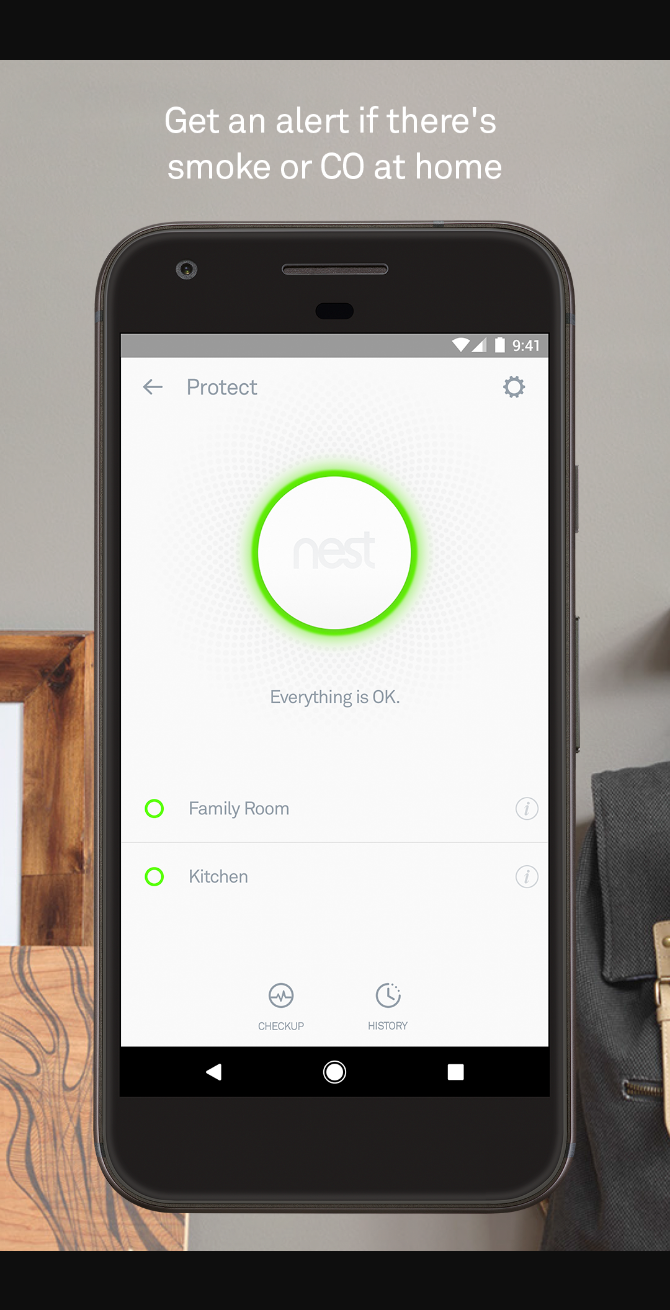 Get an alert if there's
smoke or CO at home
9:41
Protect
nest
Everything is OK.
Family Room
i
Kitchen
i
CHECKUP
HISTORY